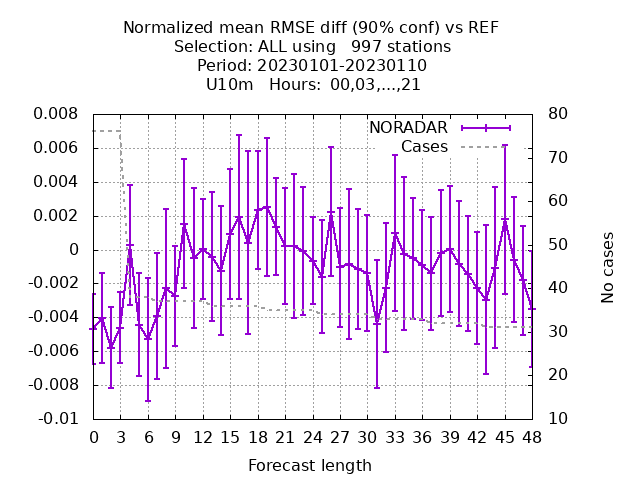 Normalized mean RMSE diff (90% conf) vs REF
Selection: ALL using   997 stations
Period: 20230101-20230110
U10m   Hours:  00,03,...,21
NORADAR
Cases
0.008
0.006
0.004
0.002
0
-0.002
-0.004
-0.006
-0.008
-0.01
80
70
60
50
40
30
20
10
No cases
0 3 6 9 12 15 18 21 24 27 30 33 36 39 42 45 48
Forecast length